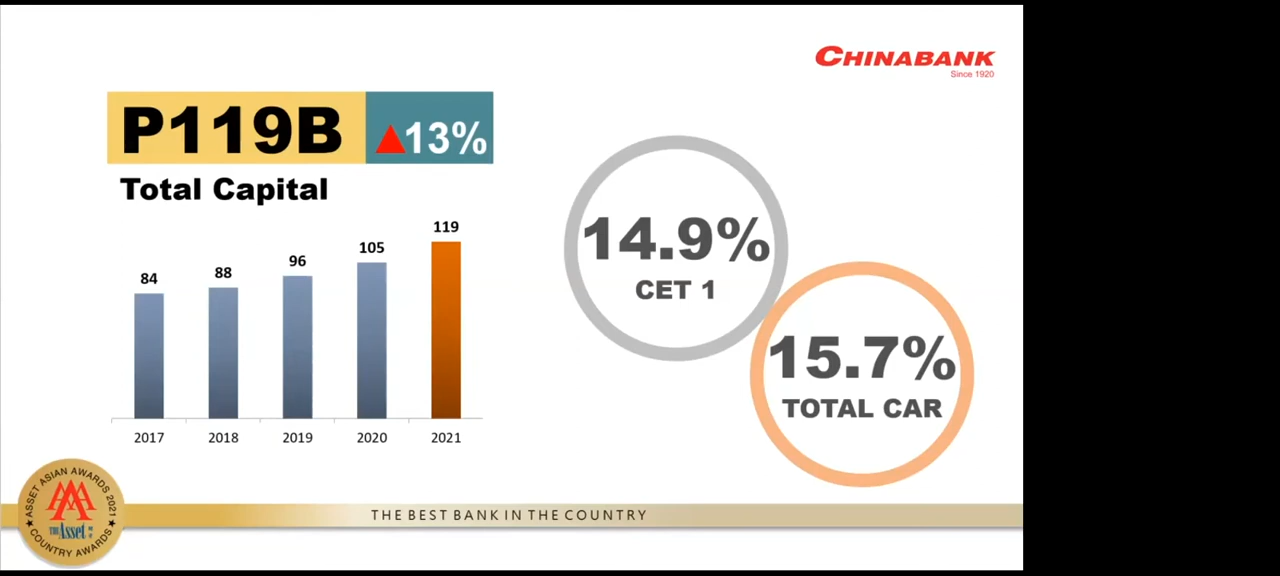 CHINABANK
Since 1920
P119B
▲13%
Total Capital
119
105
96
88
84
2017 2018 2019 2020 2021
14.9%
CET 1
15.7%
TOTAL CAR
ASSET ASIAN AWARDS 2021
AAA
THE Asset
COUNTRY AWARDS
THE BEST BANK IN THE COUNTRY